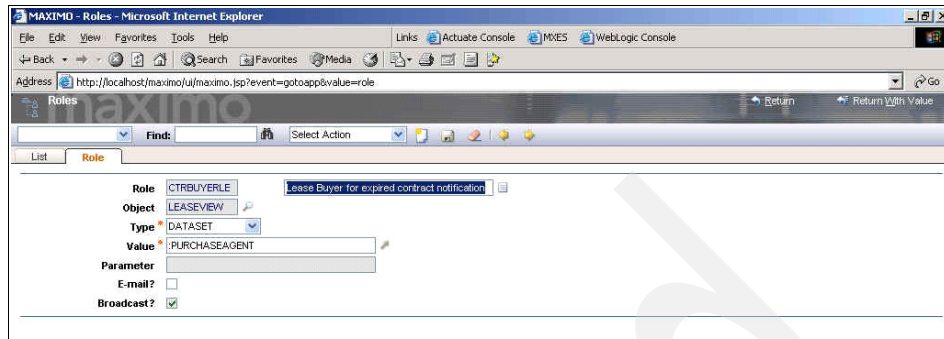 MAXIMO - Roles - Microsoft Internet Explorer
File Edit View Favorites Tools Help Links Actuate Console MXES WebLogic Console
Back Search Favorites Media
Address http://localhost/maximo/ui/maximo.jsp?event=gotoapp&value=role Go
Roles maximo Return Return With Value
Find: Select Action
List Role
Role CTRBUYERLE Lease Buyer for expired contract notification
Object LEASEVIEW
Type * DATASET
Value * :PURCHASEAGENT
Parameter
E-mail?
Broadcast?